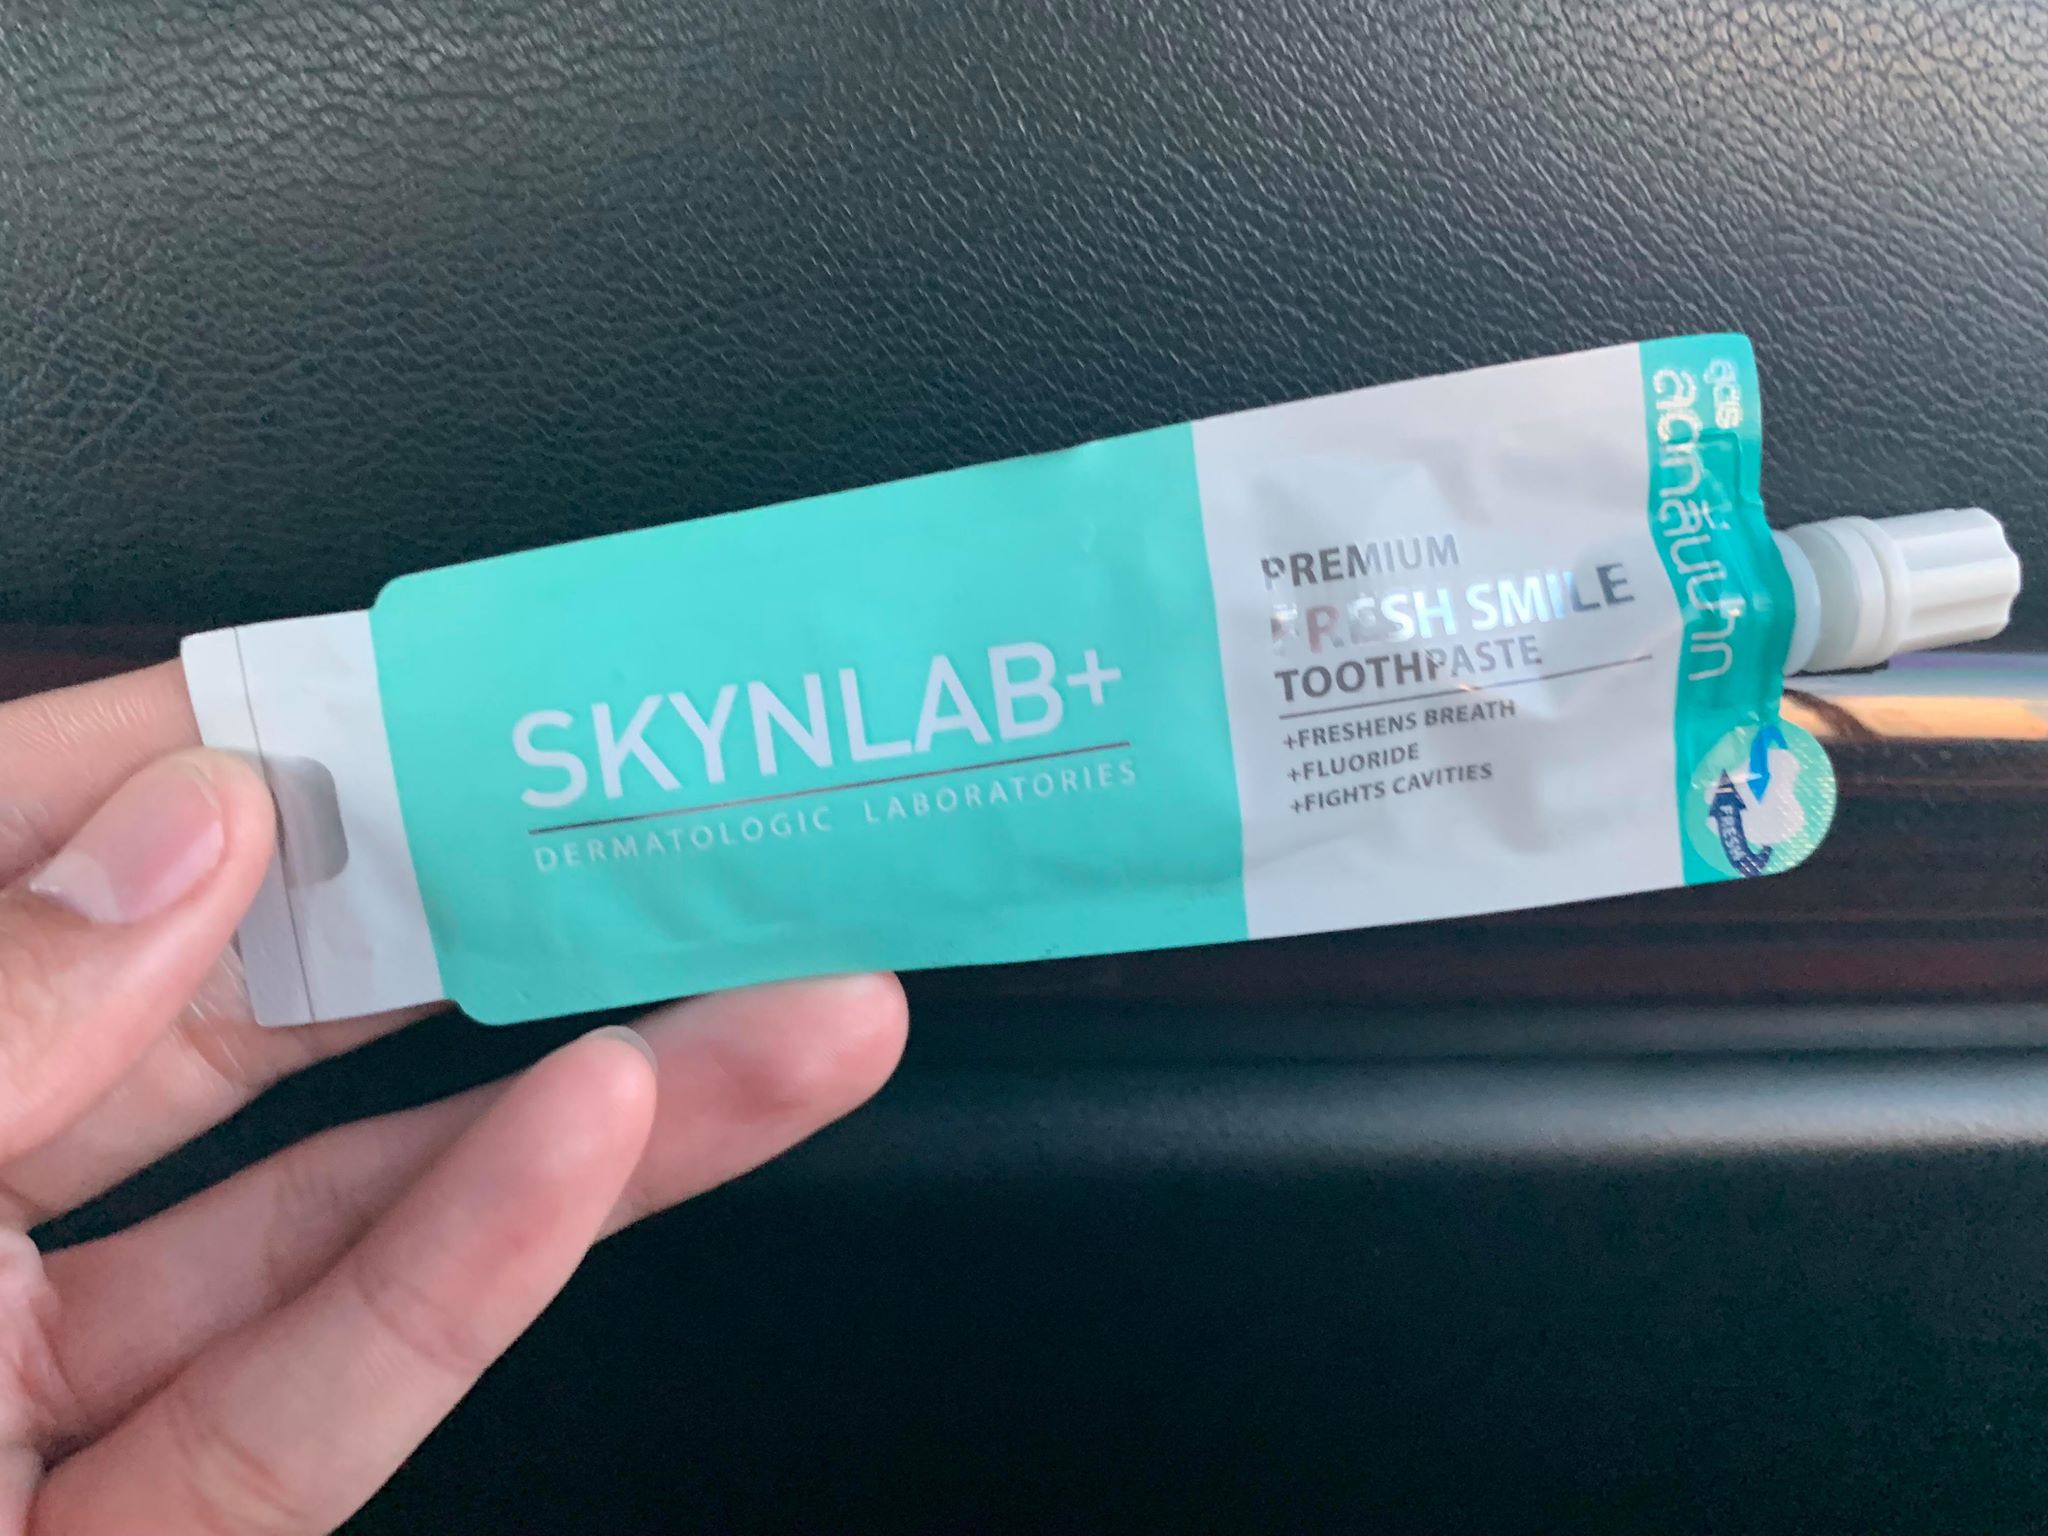 SKYNLAB+
DERMATOLOGIC LABORATORIES
PREMIUM
FRESH SMILE
TOOTHPASTE
+FRESHENS BREATH
+FLUORIDE
+FIGHTS CAVITIES
สูตร
ลดกลิ่นปาก
FRESH